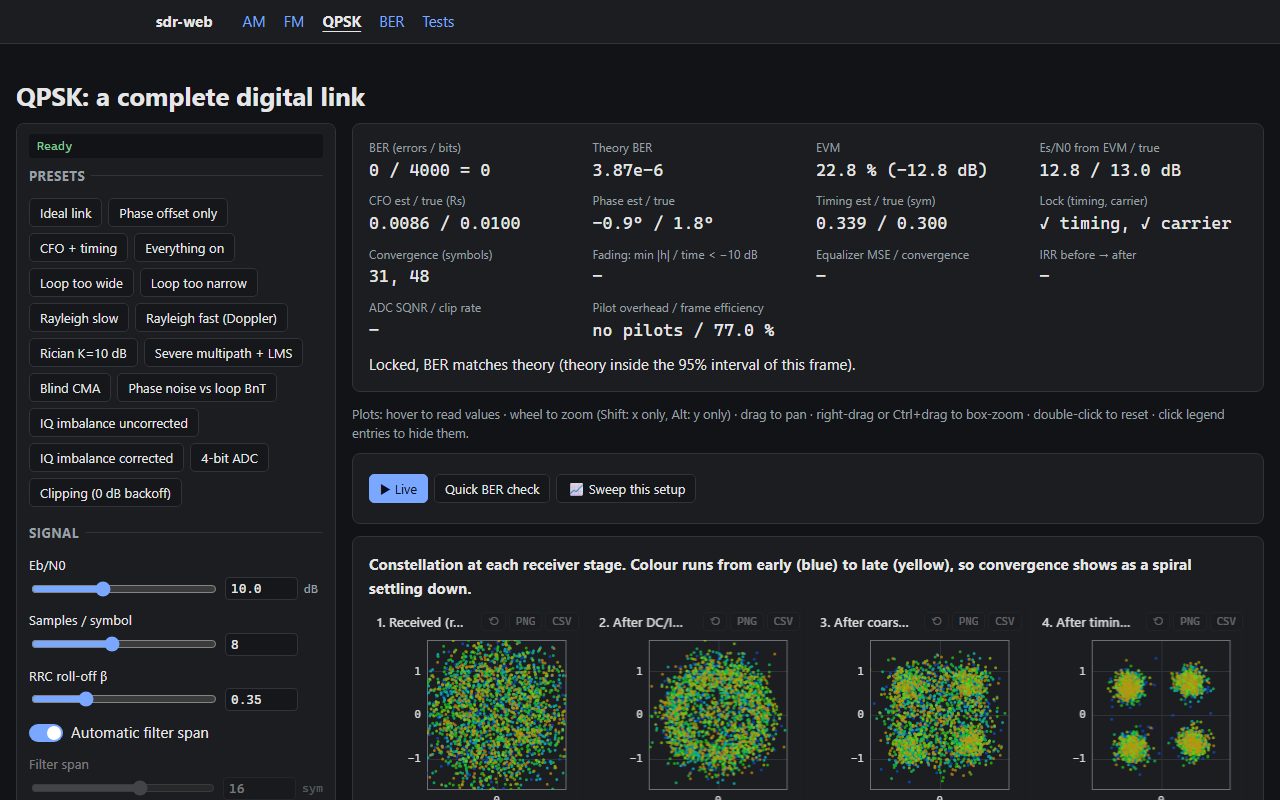 sdr-web AM FM QPSK BER Tests
QPSK: a complete digital link
Ready
PRESETS
Ideal link Phase offset only
CFO + timing Everything on
Loop too wide Loop too narrow
Rayleigh slow Rayleigh fast (Doppler)
Rician K=10 dB Severe multipath + LMS
Blind CMA Phase noise vs loop BnT
IQ imbalance uncorrected
IQ imbalance corrected 4-bit ADC
Clipping (0 dB backoff)
SIGNAL
Eb/N0
10.0 dB
Samples / symbol
8
RRC roll-off β
0.35
Automatic filter span
Filter span
16 sym
BER (errors / bits) Theory BER EVM Es/N0 from EVM / true
0 / 4000 = 0 3.87e-6 22.8 % (−12.8 dB) 12.8 / 13.0 dB
CFO est / true (Rs) Phase est / true Timing est / true (sym) Lock (timing, carrier)
0.0086 / 0.0100 −0.9° / 1.8° 0.339 / 0.300 ✓ timing, ✓ carrier
Convergence (symbols) Fading: min |h| / time < −10 dB Equalizer MSE / convergence IRR before → after
31, 48 — — —
ADC SQNR / clip rate Pilot overhead / frame efficiency
— no pilots / 77.0 %
Locked, BER matches theory (theory inside the 95% interval of this frame).
Plots: hover to read values · wheel to zoom (Shift: x only, Alt: y only) · drag to pan · right-drag or Ctrl+drag to box-zoom · double-click to reset · click legend
entries to hide them.
▶ Live Quick BER check 📈 Sweep this setup
Constellation at each receiver stage. Colour runs from early (blue) to late (yellow), so convergence shows as a spiral
settling down.
1. Received (r... ⟲ PNG CSV 2. After DC/I... ⟲ PNG CSV 3. After coars... ⟲ PNG CSV 4. After timin... ⟲ PNG CSV
1 1 1 1
0 0 0 0
−1 −1 −1 −1
0 0 0 0